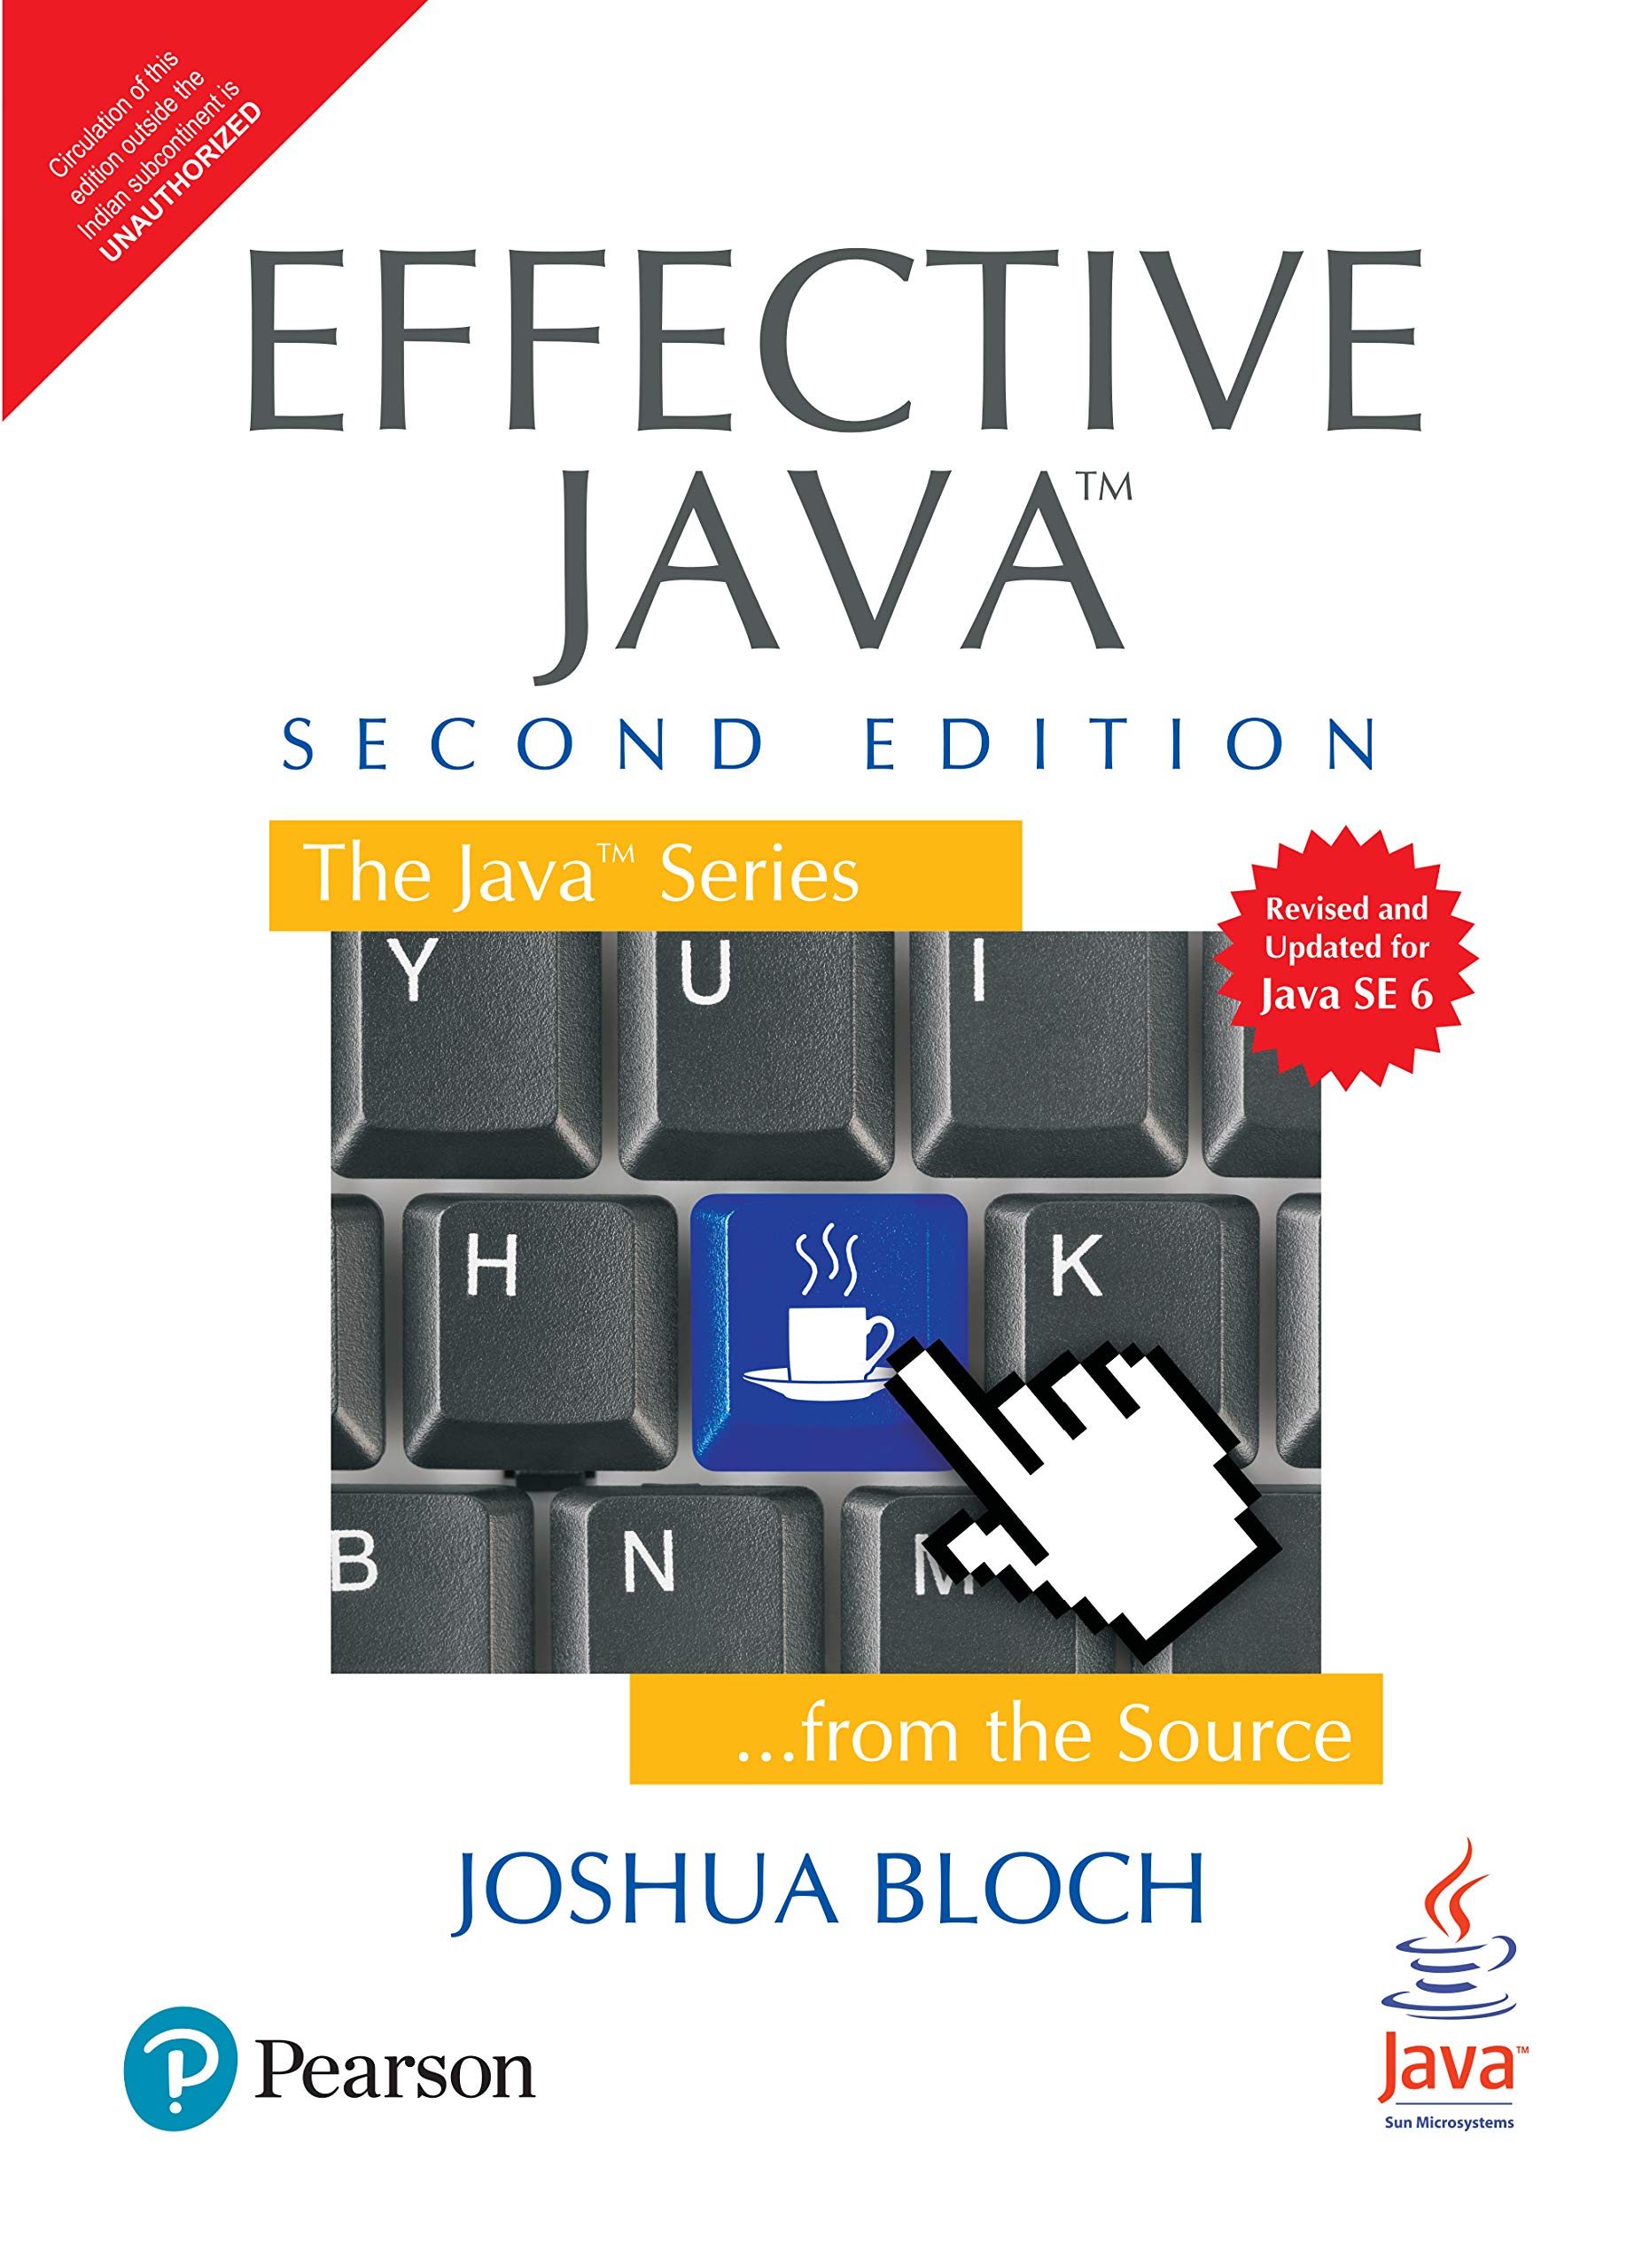 Circulation of this
edition outside the
Indian subcontinent is
UNAUTHORIZED
EFFECTIVE
JAVA™
SECOND EDITION
The Java™ Series
Revised and
Updated for
Java SE 6
Y U I
H K
B N M
...from the Source
JOSHUA BLOCH
Pearson
Java™
Sun Microsystems